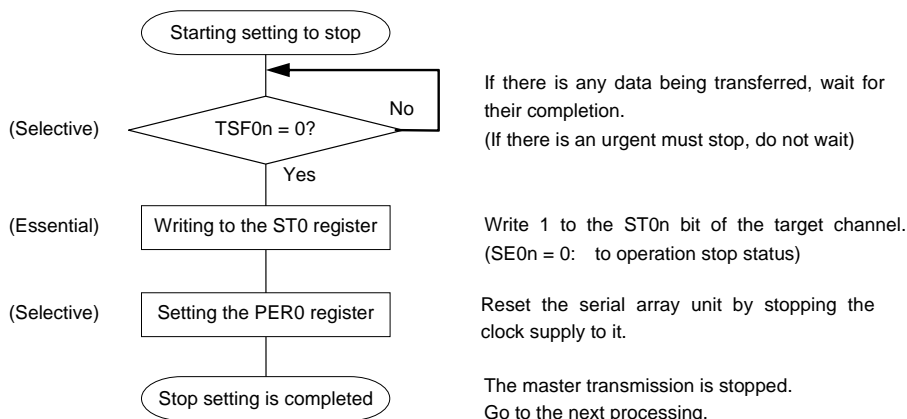 Starting setting to stop
If there is any data being transferred, wait for
No
their completion.
(Selective)
TSF0n = 0?
(If there is an urgent must stop, do not wait)
Yes
(Essential)
Writing to the ST0 register
Write 1 to the ST0n bit of the target channel.
(SE0n = 0: to operation stop status)
(Selective)
Setting the PER0 register
Reset the serial array unit by stopping the
clock supply to it.
Stop setting is completed
The master transmission is stopped.
Go to the next processing.